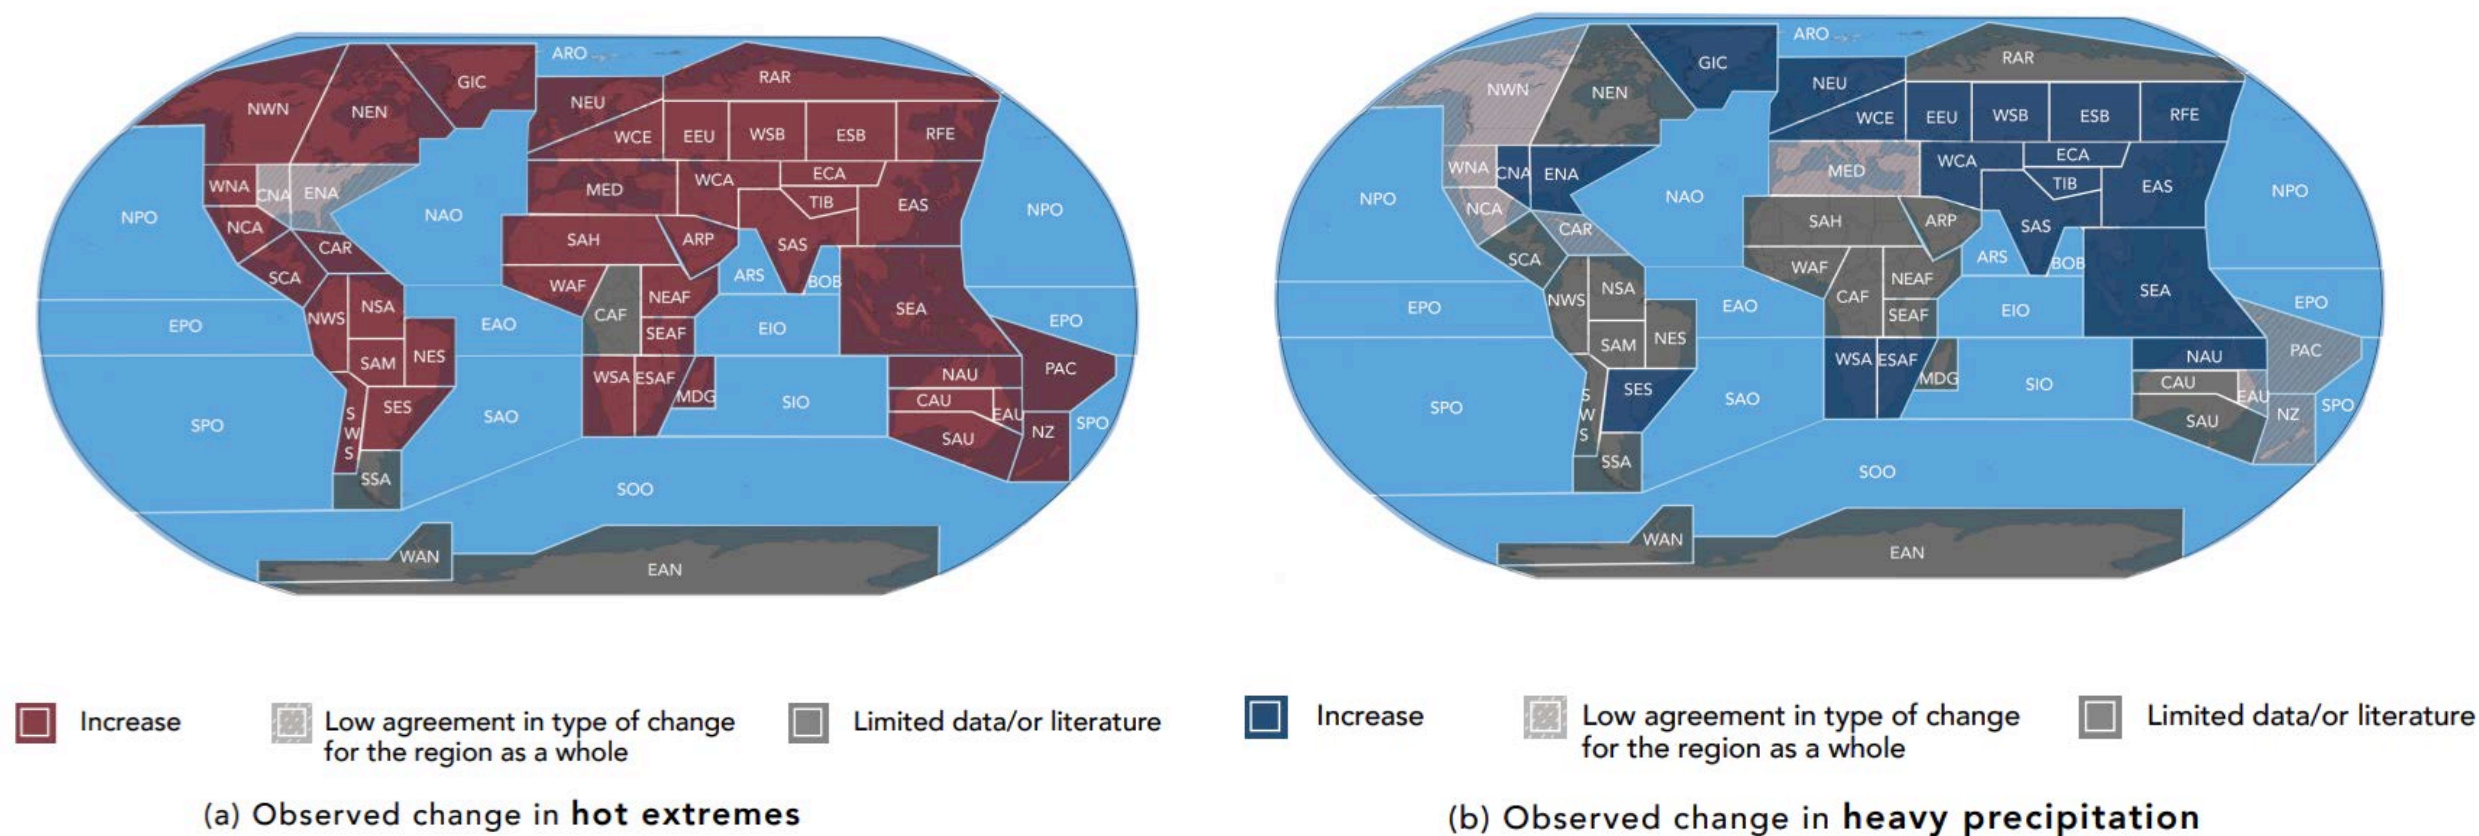 ARO
GIC
RAR
NWN
NEN
NEU
WCE
EEU
WSB
ESB
RFE
WNA
CNA
ENA
MED
WCA
ECA
TIB
EAS
NPO
NAO
NPO
NCA
CAR
SCA
SAH
ARP
SAS
ARS
BOB
WAF
CAF
NEAF
SEAF
SEA
NWS
NSA
EPO
EAO
EIO
EPO
SAM
NES
WSA
ESAF
MDG
NAU
PAC
S
W
S
SES
SPO
SAO
SIO
CAU
EAU
SAU
NZ
SPO
SSA
SOO
WAN
EAN
Increase
Low agreement in type of change
for the region as a whole
Limited data/or literature
(a) Observed change in hot extremes
ARO
GIC
RAR
NWN
NEN
NEU
WCE
EEU
WSB
ESB
RFE
WNA
CNA
ENA
MED
WCA
ECA
TIB
EAS
NPO
NAO
NPO
NCA
CAR
SCA
SAH
ARP
SAS
ARS
BOB
WAF
CAF
NEAF
SEAF
SEA
NWS
NSA
EPO
EAO
EIO
EPO
SAM
NES
WSA
ESAF
MDG
NAU
PAC
S
W
S
SES
SPO
SAO
SIO
CAU
EAU
SAU
NZ
SPO
SSA
SOO
WAN
EAN
Increase
Low agreement in type of change
for the region as a whole
Limited data/or literature
(b) Observed change in heavy precipitation